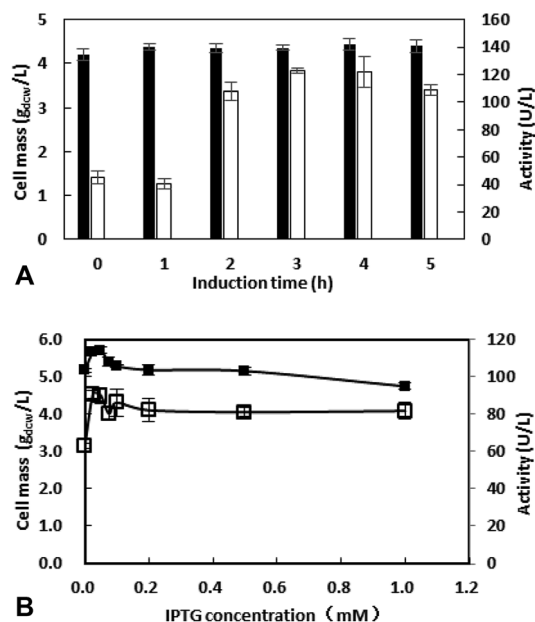 5 160
4 140
3 120
2 100
1 80
0 60
40
20
0
Cell mass (gdcw/L)
Activity (U/L)
0 1 2 3 4 5
A Induction time (h)
6.0 120
5.0 100
4.0 80
3.0 60
2.0 40
1.0 20
0.0 0
Cell mass (gdcw/L)
Activity (U/L)
0.0 0.2 0.4 0.6 0.8 1.0 1.2
B IPTG concentration (mM)